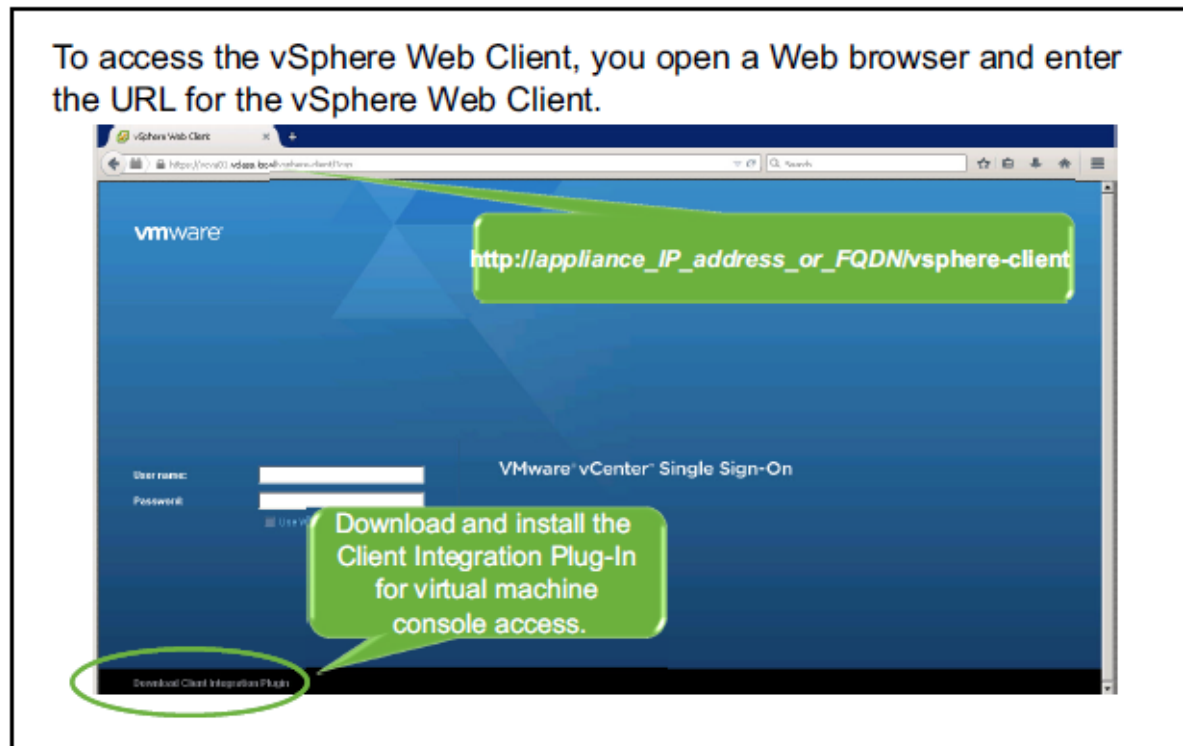 To access the vSphere Web Client, you open a Web browser and enter
the URL for the vSphere Web Client.
vSphere Web Client
Search
vmware
http://appliance_IP_address_or_FQDN/vsphere-client
User name:
Password:
VMware vCenter Single Sign-On
Download and install the
Client Integration Plug-In
for virtual machine
console access.
Download Client Integration Plugin